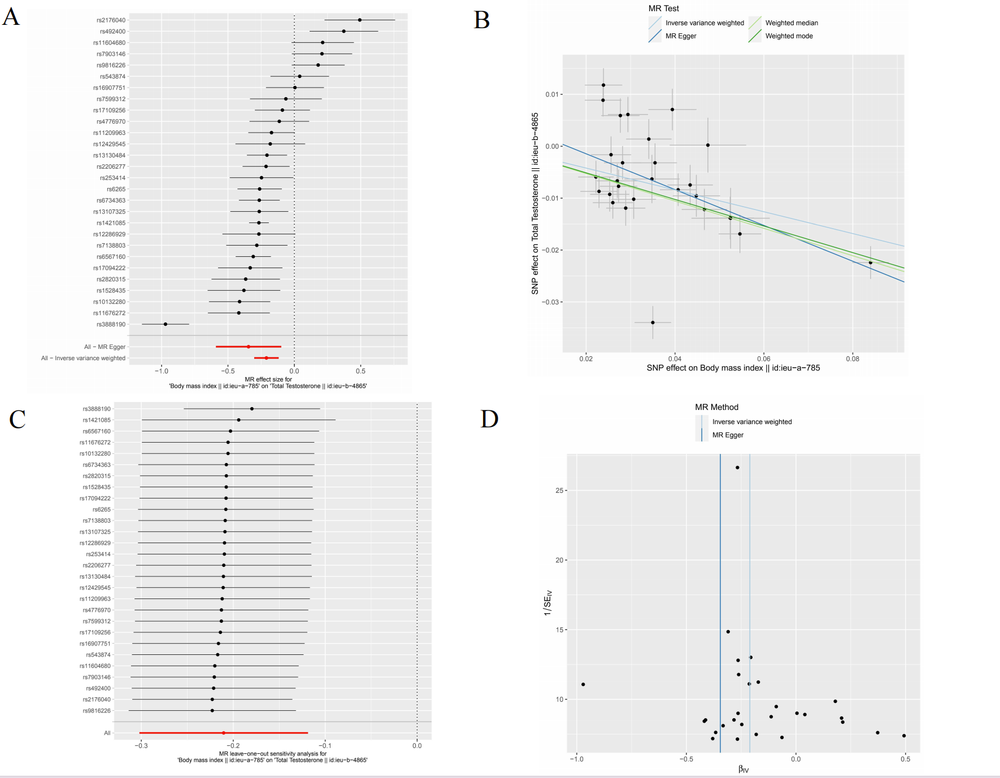 A
rs2176040
rs492400
rs11604680
rs7903146
rs9816226
rs543874
rs16907751
rs7599312
rs17109256
rs4776970
rs11209963
rs12429545
rs13130484
rs2206277
rs253414
rs6265
rs6734363
rs13107325
rs1421085
rs12286929
rs7138803
rs6567160
rs17094222
rs2820315
rs1528435
rs10132280
rs11676272
rs3888190
All − MR Egger
All − Inverse variance weighted
−1.0 −0.5 0.0 0.5
MR effect size for
'Body mass index || id:ieu−a−785' on 'Total Testosterone || id:ieu−b−4865'
B
MR Test
Inverse variance weighted Weighted median
MR Egger Weighted mode
0.01
0.00
−0.01
−0.02
−0.03
SNP effect on Total Testosterone || id:ieu−b−4865
0.02 0.04 0.06 0.08
SNP effect on Body mass index || id:ieu−a−785
C
rs3888190
rs1421085
rs6567160
rs11676272
rs10132280
rs6734363
rs2820315
rs1528435
rs17094222
rs6265
rs7138803
rs13107325
rs12286929
rs253414
rs2206277
rs13130484
rs12429545
rs11209963
rs4776970
rs7599312
rs17109256
rs16907751
rs543874
rs11604680
rs7903146
rs492400
rs2176040
rs9816226
All
−0.3 −0.2 −0.1 0.0
MR leave−one−out sensitivity analysis for
'Body mass index || id:ieu−a−785' on 'Total Testosterone || id:ieu−b−4865'
D
MR Method
Inverse variance weighted
MR Egger
25
20
15
10
1/SE_IV
−1.0 −0.5 0.0 0.5
β_IV